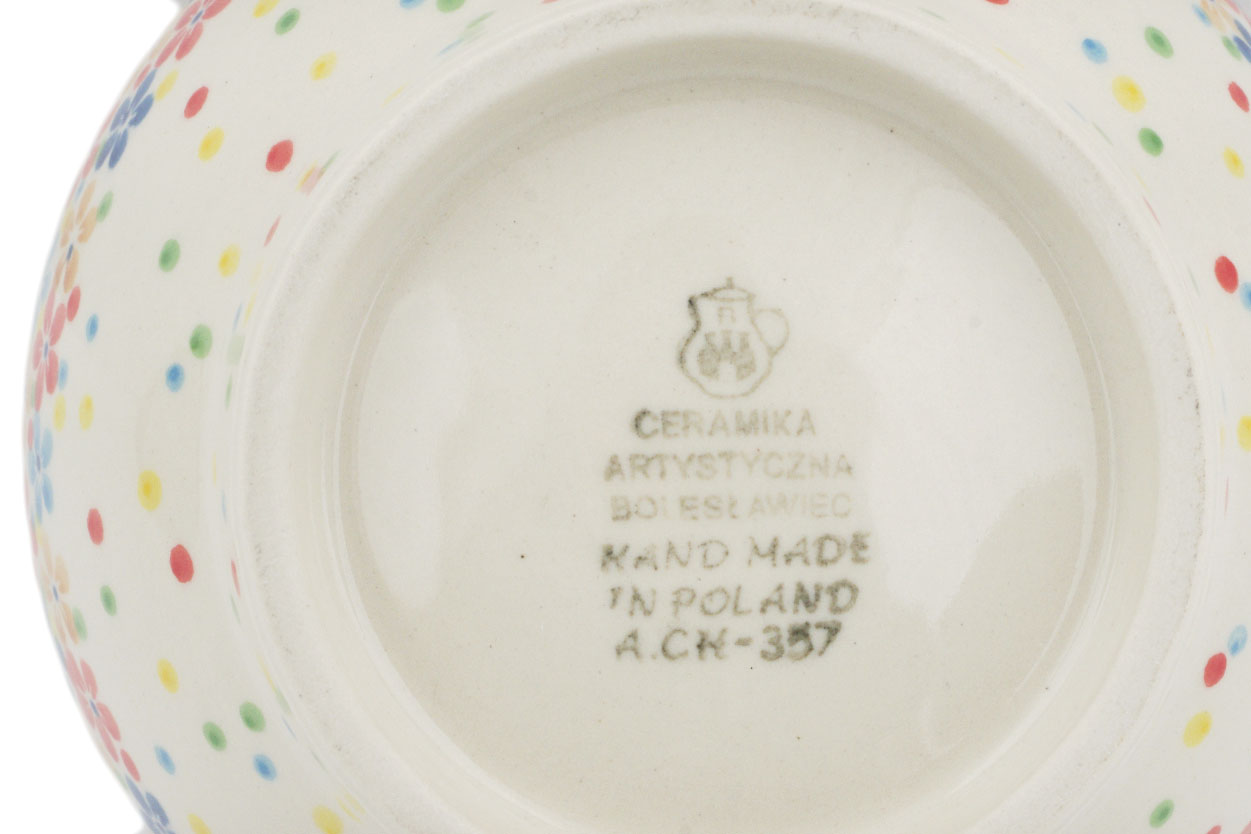 CERAMIKA
ARTYSTYCZNA
BOLESŁAWIEC
HAND MADE
IN POLAND
A.CH-357